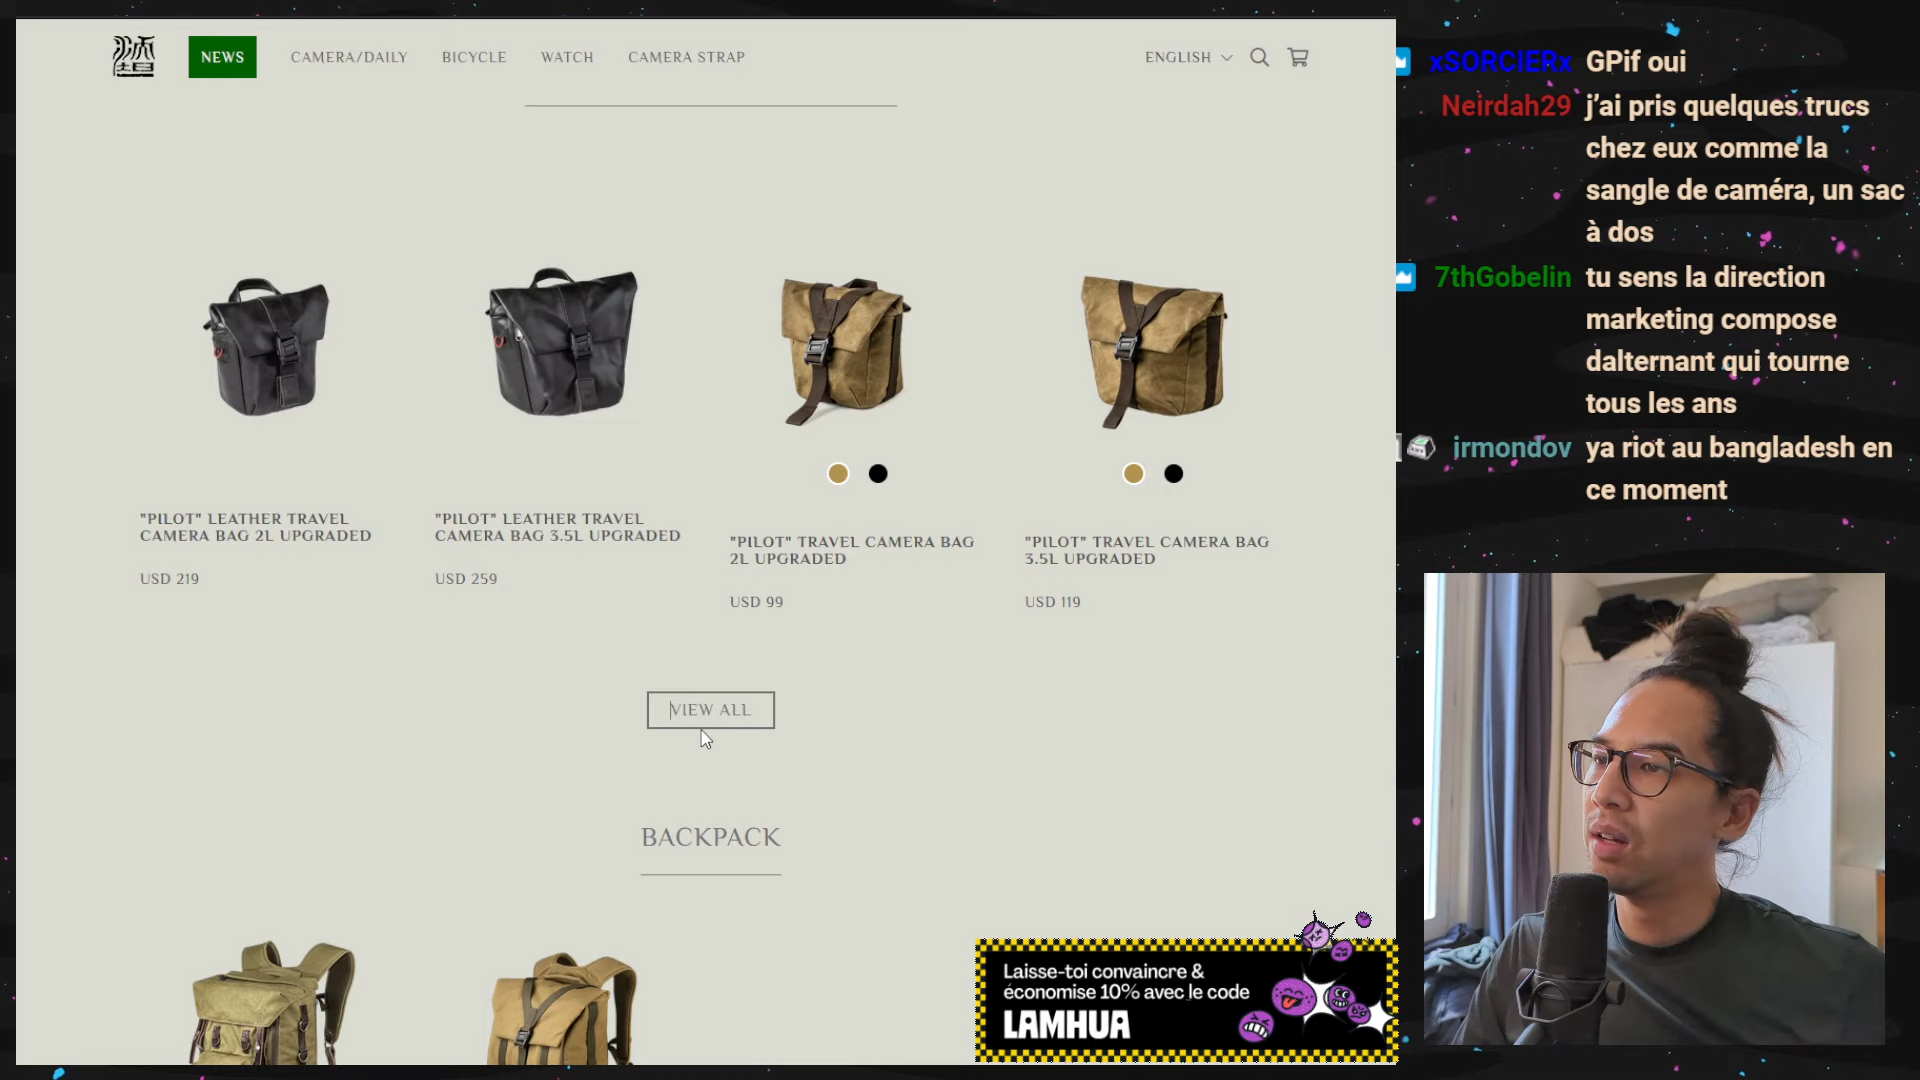 NEWS
CAMERA/DAILY
BICYCLE
WATCH
CAMERA STRAP
ENGLISH
"PILOT" LEATHER TRAVEL
CAMERA BAG 2L UPGRADED
USD 219
"PILOT" LEATHER TRAVEL
CAMERA BAG 3.5L UPGRADED
USD 259
"PILOT" TRAVEL CAMERA BAG
2L UPGRADED
USD 99
"PILOT" TRAVEL CAMERA BAG
3.5L UPGRADED
USD 119
VIEW ALL
BACKPACK
Laisse-toi convaincre &
économise 10% avec le code
LAMHUA
xSORCIERx GPif oui
Neirdah29 j'ai pris quelques trucs
chez eux comme la
sangle de caméra, un sac
à dos
7thGobelin tu sens la direction
marketing compose
dalternant qui tourne
tous les ans
irmondov ya riot au bangladesh en
ce moment